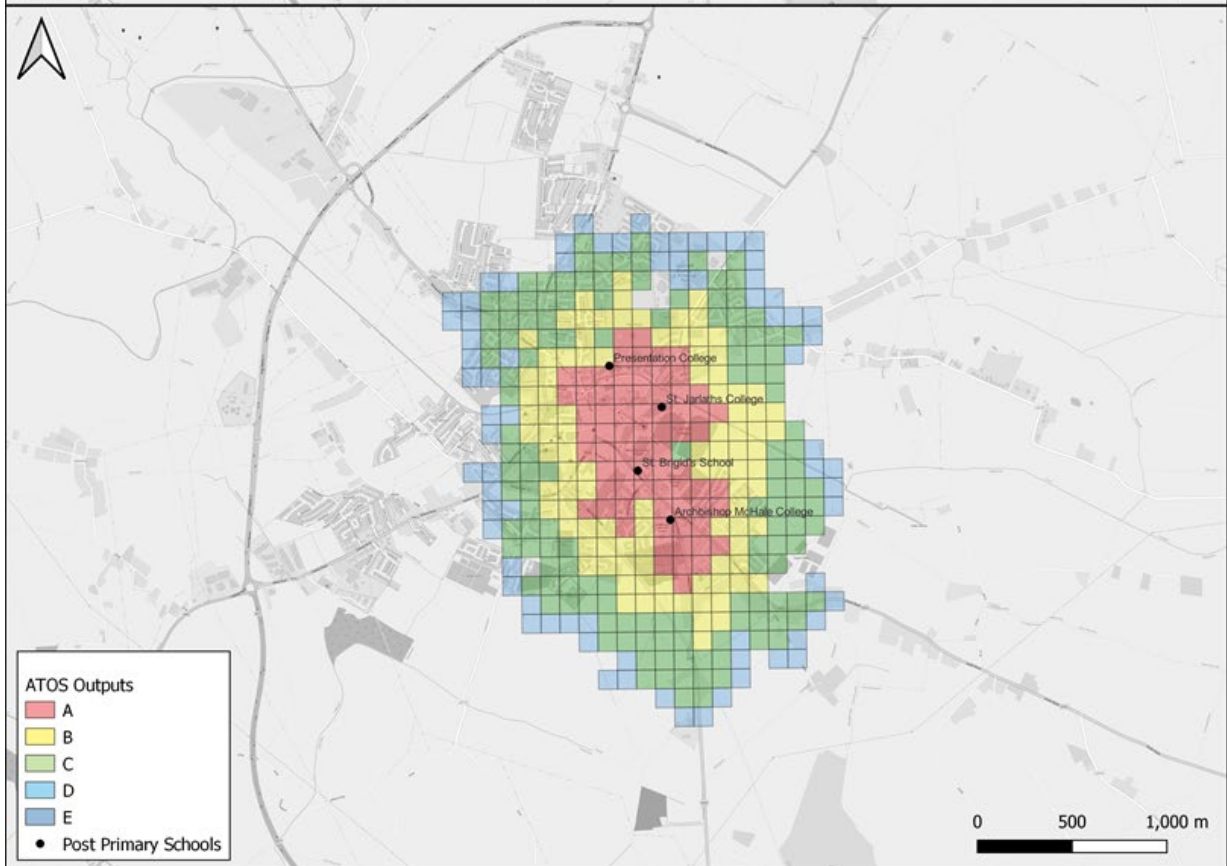 Presentation College
St. Jarlaths College
St. Brigid's School
Archbishop McHale College
ATOS Outputs
A
B
C
D
E
Post Primary Schools
0 500 1,000 m